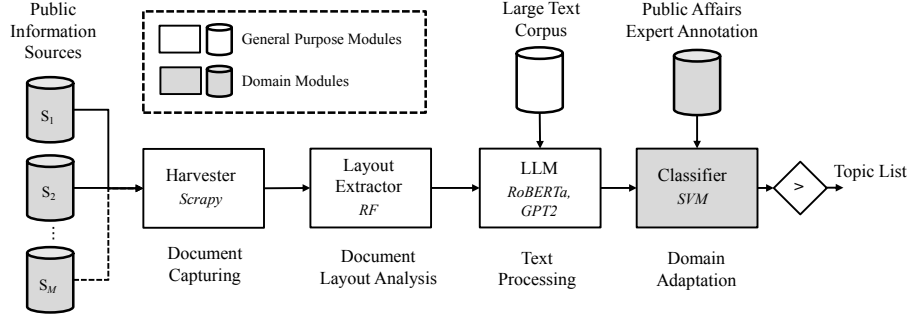 Public
Information
Sources
S1
S2
SM
General Purpose Modules
Domain Modules
Large Text
Corpus
Public Affairs
Expert Annotation
Harvester
Scrapy
Layout
Extractor
RF
LLM
RoBERTa,
GPT2
Classifier
SVM
>
Topic List
Document
Capturing
Document
Layout Analysis
Text
Processing
Domain
Adaptation